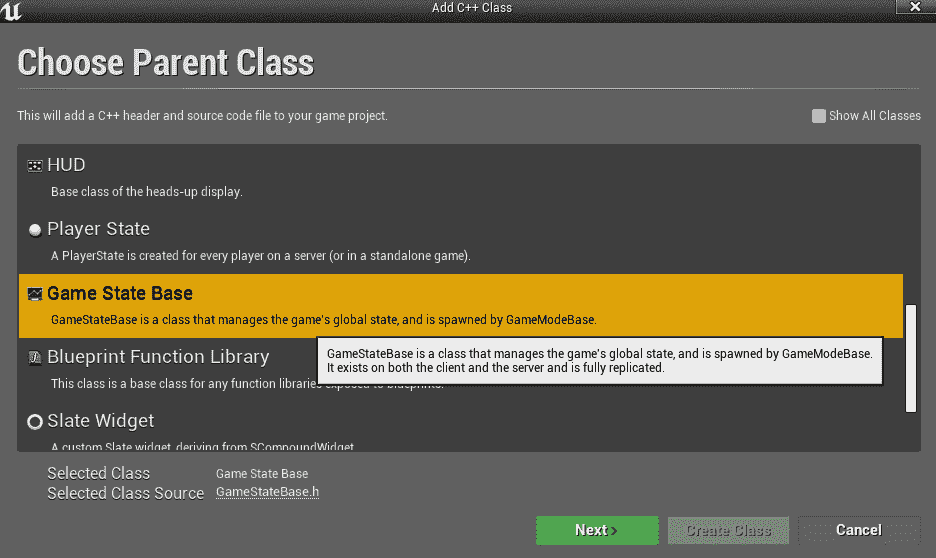 Add C++ Class
Choose Parent Class
This will add a C++ header and source code file to your game project.
Show All Classes
HUD
Base class of the heads-up display.
Player State
A PlayerState is created for every player on a server (or in a standalone game).
Game State Base
GameStateBase is a class that manages the game's global state, and is spawned by GameModeBase.
Blueprint Function Library
GameStateBase is a class that manages the game's global state, and is spawned by GameModeBase.
It exists on both the client and the server and is fully replicated.
This class is a base class for any function libraries exposed to blueprints.
Slate Widget
A custom Slate widget, deriving from SCompoundWidget
Selected Class
Game State Base
Selected Class Source
GameStateBase.h
Next >
Create Class
Cancel